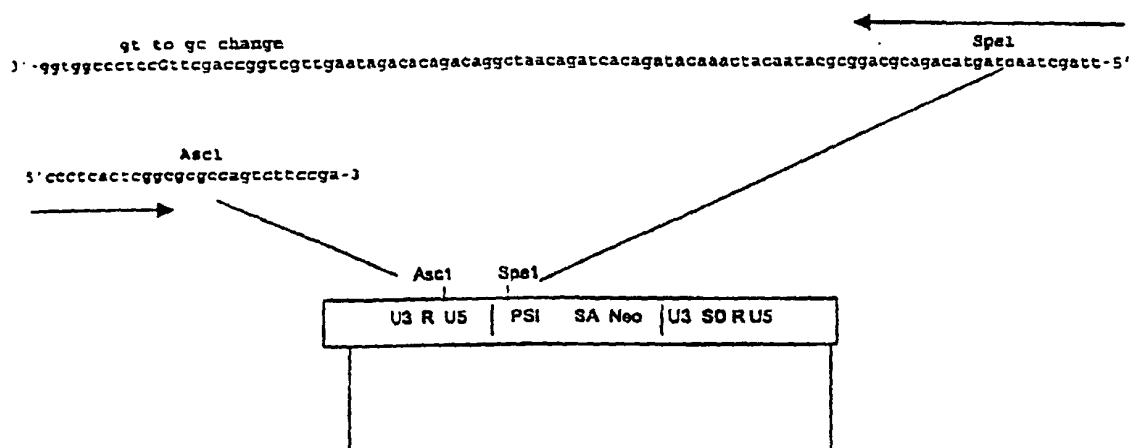 gt to gc change
Spe1
3'-ggtggccctccGttcgaccggtcgttgaatagacacagacaggctaacagatcacagatacaaactacaatacgcggacgcagacatgatcaatcgatt-5'
Asc1
5'ccctcactcggcgcgccagtcttccga-3
Asc1 Spe1
U3 R U5 PSI SA Neo U3 SD R U5